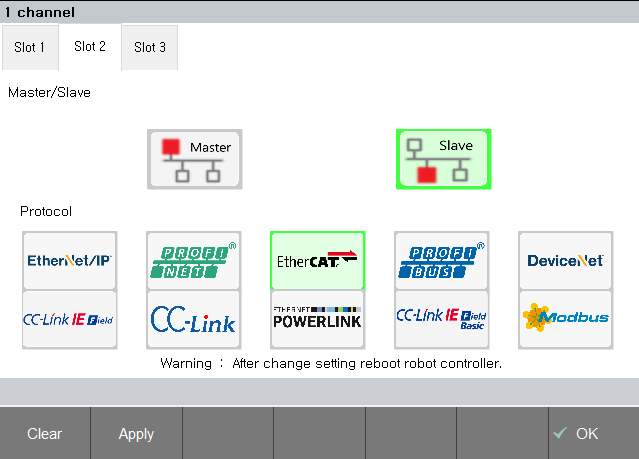 1 channel
Slot 1 Slot 2 Slot 3
Master/Slave
Master Slave
Protocol
EtherNet/IP PROFI® NET EtherCAT PROFI® BUS DeviceNet
CC-Link IE Field CC-Link ETHERNET POWERLINK CC-Link IE Field Basic Modbus
Warning : After change setting reboot robot controller.
Clear Apply OK